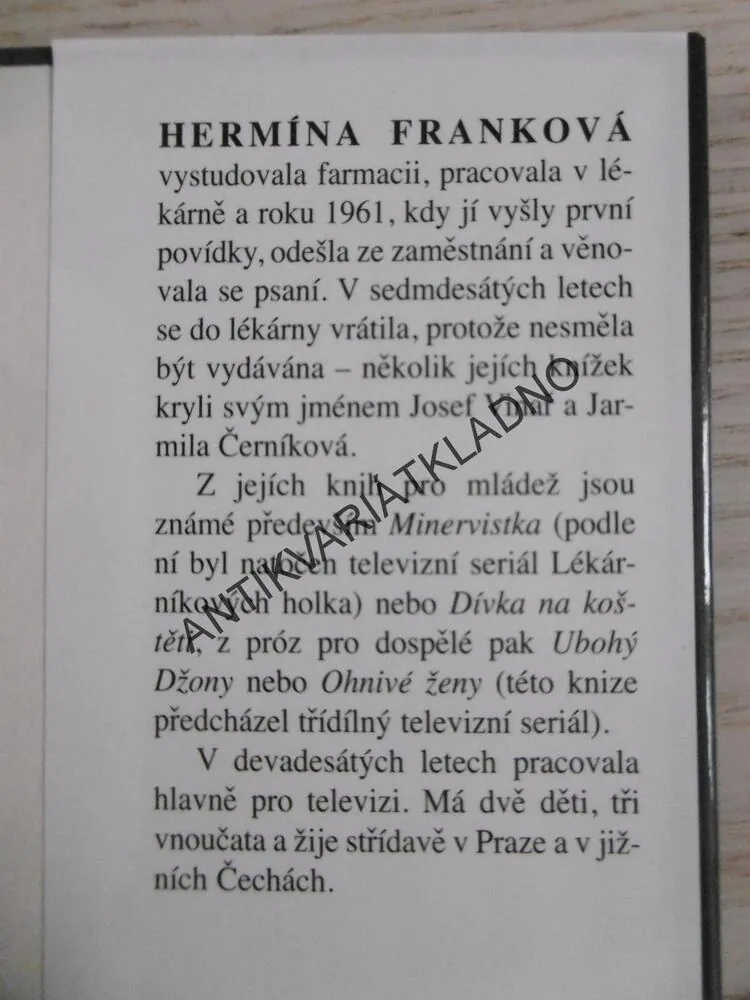 HERMÍNA FRANKOVÁ
vystudovala farmacii, pracovala v lé-
kárně a roku 1961, kdy jí vyšly první
povídky, odešla ze zaměstnání a věno-
vala se psaní. V sedmdesátých letech
se do lékárny vrátila, protože nesměla
být vydávána – několik jejích knížek
kryli svým jménem Josef Vinař a Jar-
mila Černíková.
Z jejích knih pro mládež jsou
známé především Minervistka (podle
ní byl natočen televizní seriál Lékár-
níkových holka) nebo Dívka na koš-
těti, z próz pro dospělé pak Ubohý
Džony nebo Ohnivé ženy (této knize
předcházel třídílný televizní seriál).
V devadesátých letech pracovala
hlavně pro televizi. Má dvě děti, tři
vnoučata a žije střídavě v Praze a v již-
ních Čechách.
ANTIKVARIÁTKLADNO